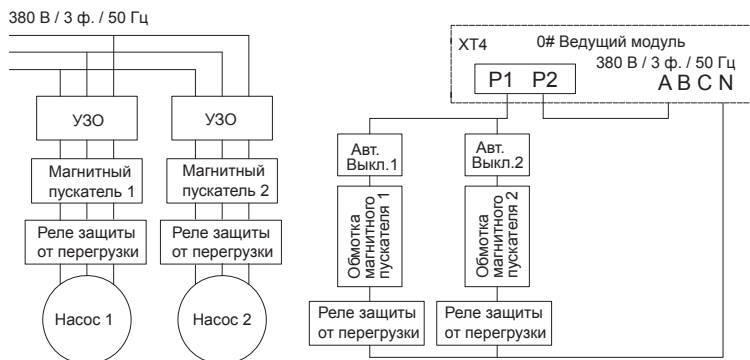 380 В / 3 ф. / 50 Гц
УЗО
УЗО
Магнитный
пускатель 1
Магнитный
пускатель 2
Реле защиты
от перегрузки
Реле защиты
от перегрузки
Насос 1
Насос 2
XT4
0# Ведущий модуль
380 В / 3 ф. / 50 Гц
P1 P2
A B C N
Авт.
Выкл.1
Авт.
Выкл.2
Обмотка
магнитного
пускателя 1
Обмотка
магнитного
пускателя 2
Реле защиты
от перегрузки
Реле защиты
от перегрузки